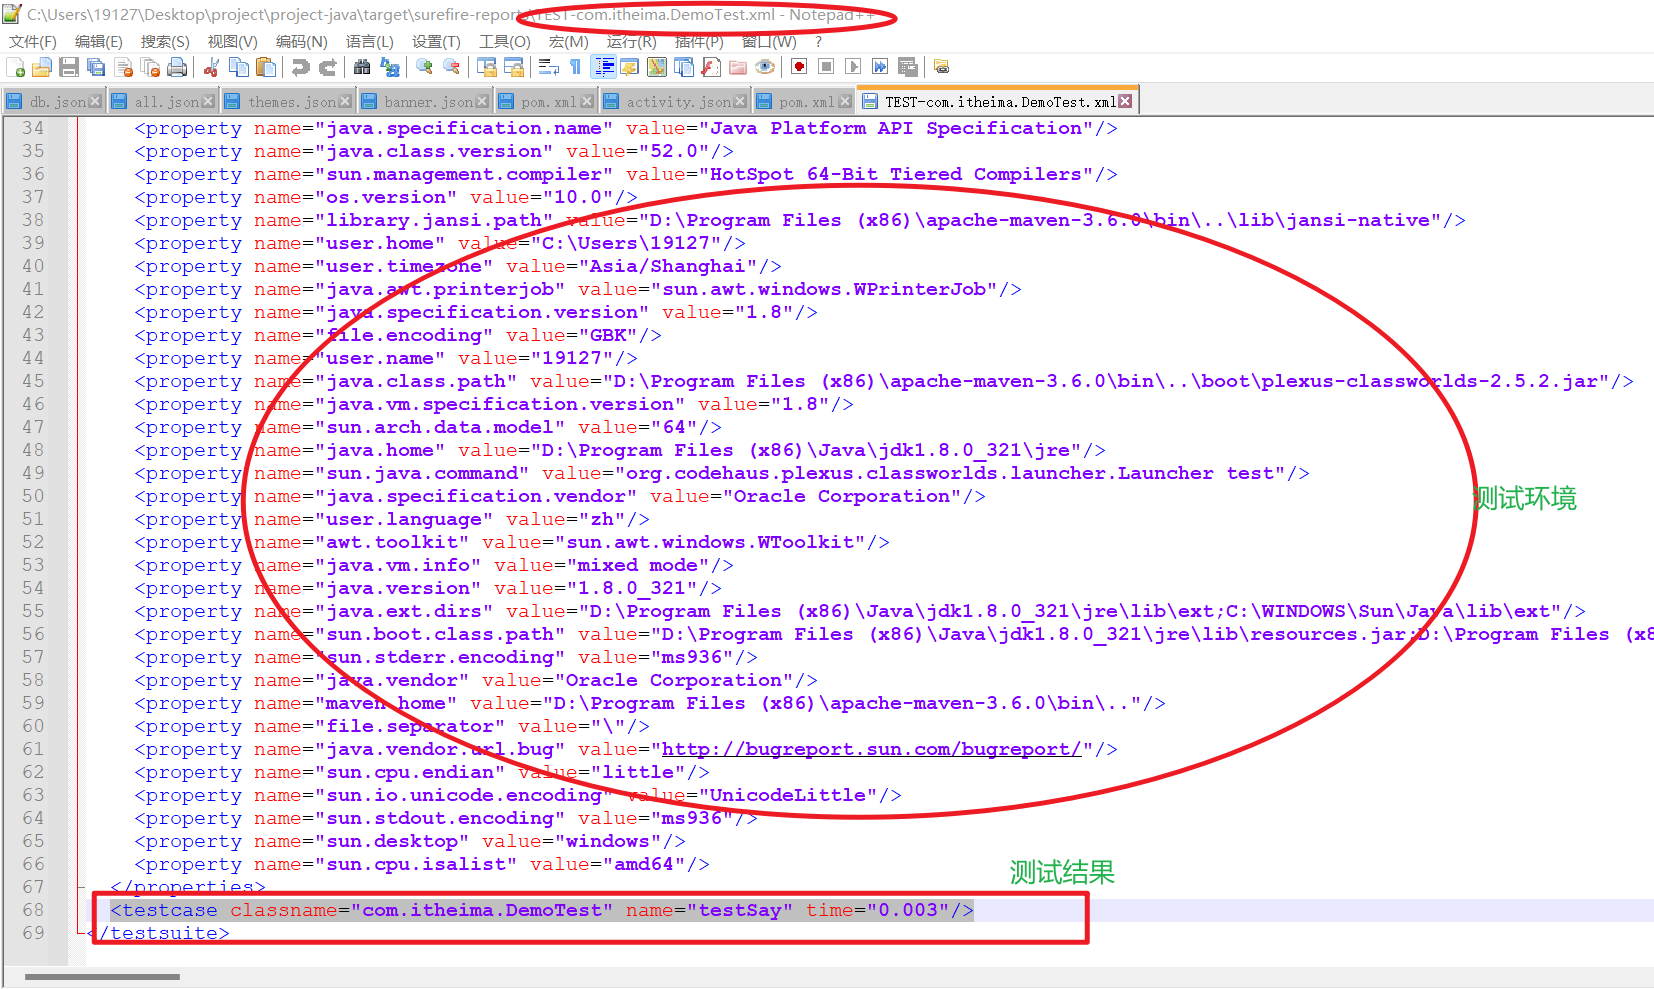 C:\Users\19127\Desktop\project\project-java\target\surefire-reports\TEST-com.itheima.DemoTest.xml - Notepad++
文件(F) 编辑(E) 搜索(S) 视图(V) 编码(N) 语言(L) 设置(T) 工具(O) 宏(M) 运行(R) 插件(P) 窗口(W) ?
db.json all.json themes.json banner.json pom.xml activity.json pom.xml TEST-com.itheima.DemoTest.xml
34 <property name="java.specification.name" value="Java Platform API Specification"/>
35 <property name="java.class.version" value="52.0"/>
36 <property name="sun.management.compiler" value="HotSpot 64-Bit Tiered Compilers"/>
37 <property name="os.version" value="10.0"/>
38 <property name="library.jansi.path" value="D:\Program Files (x86)\apache-maven-3.6.0\bin\..\lib\jansi-native"/>
39 <property name="user.home" value="C:\Users\19127"/>
40 <property name="user.timezone" value="Asia/Shanghai"/>
41 <property name="java.awt.printerjob" value="sun.awt.windows.WPrinterJob"/>
42 <property name="java.specification.version" value="1.8"/>
43 <property name="file.encoding" value="GBK"/>
44 <property name="user.name" value="19127"/>
45 <property name="java.class.path" value="D:\Program Files (x86)\apache-maven-3.6.0\bin\..\boot\plexus-classworlds-2.5.2.jar"/>
46 <property name="java.vm.specification.version" value="1.8"/>
47 <property name="sun.arch.data.model" value="64"/>
48 <property name="java.home" value="D:\Program Files (x86)\Java\jdk1.8.0_321\jre"/>
49 <property name="sun.java.command" value="org.codehaus.plexus.classworlds.launcher.Launcher test"/>
50 <property name="java.specification.vendor" value="Oracle Corporation"/>
测试环境
51 <property name="user.language" value="zh"/>
52 <property name="awt.toolkit" value="sun.awt.windows.WToolkit"/>
53 <property name="java.vm.info" value="mixed mode"/>
54 <property name="java.version" value="1.8.0_321"/>
55 <property name="java.ext.dirs" value="D:\Program Files (x86)\Java\jdk1.8.0_321\jre\lib\ext;C:\WINDOWS\Sun\Java\lib\ext"/>
56 <property name="sun.boot.class.path" value="D:\Program Files (x86)\Java\jdk1.8.0_321\jre\lib\resources.jar;D:\Program Files (x8
57 <property name="sun.stderr.encoding" value="ms936"/>
58 <property name="java.vendor" value="Oracle Corporation"/>
59 <property name="maven.home" value="D:\Program Files (x86)\apache-maven-3.6.0\bin\.."/>
60 <property name="file.separator" value="\"/>
61 <property name="java.vendor.url.bug" value="http://bugreport.sun.com/bugreport/"/>
62 <property name="sun.cpu.endian" value="little"/>
63 <property name="sun.io.unicode.encoding" value="UnicodeLittle"/>
64 <property name="sun.stdout.encoding" value="ms936"/>
65 <property name="sun.desktop" value="windows"/>
66 <property name="sun.cpu.isalist" value="amd64"/>
测试结果
67 </properties>
68 <testcase classname="com.itheima.DemoTest" name="testSay" time="0.003"/>
69 </testsuite>